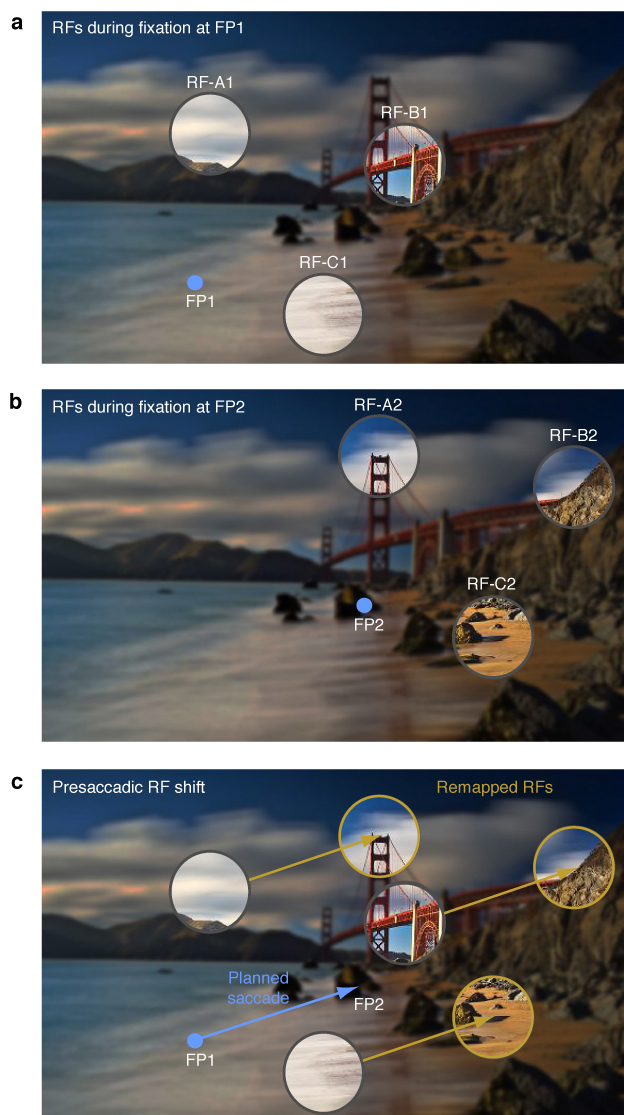 a
RFs during fixation at FP1
RF-A1
RF-B1
RF-C1
FP1
b
RFs during fixation at FP2
RF-A2
RF-B2
RF-C2
FP2
c
Presaccadic RF shift
Remapped RFs
Planned
saccade
FP2
FP1